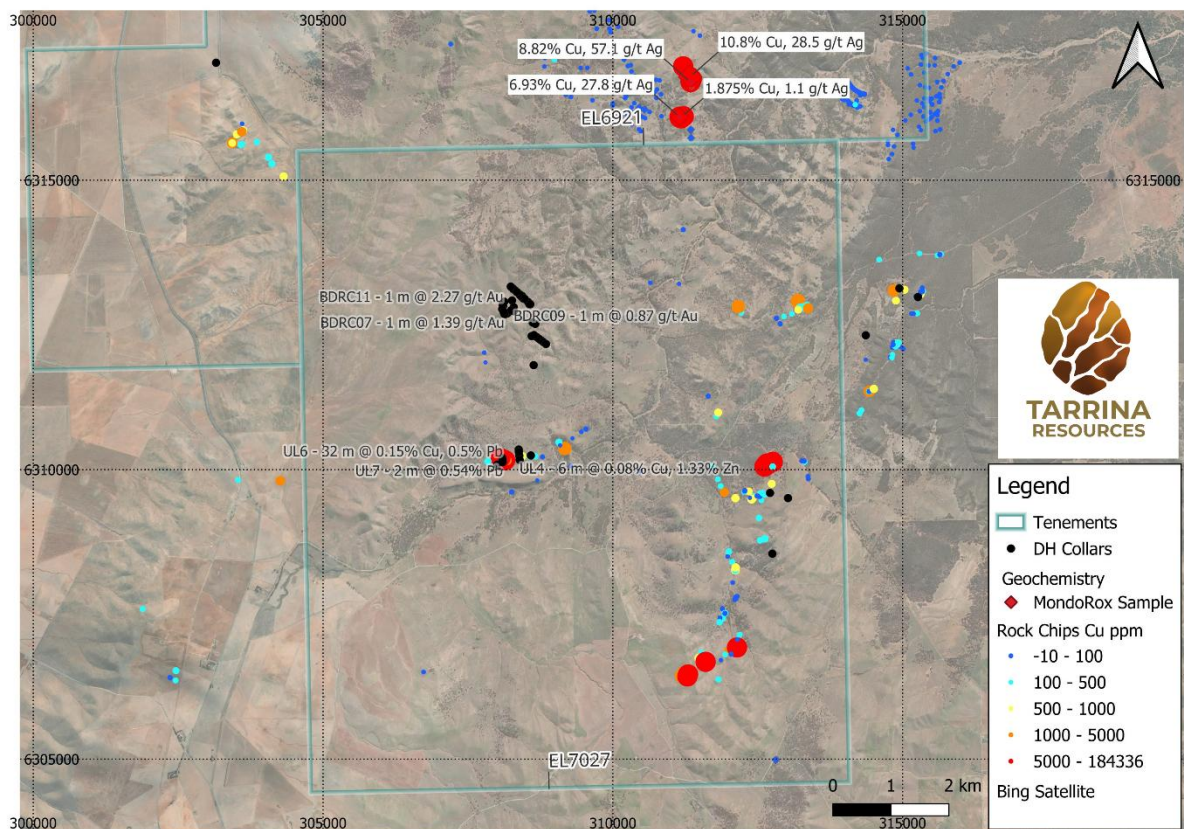 300000
305000
310000
315000
8.82% Cu, 57.1 g/t Ag
10.8% Cu, 28.5 g/t Ag
6.93% Cu, 27.8 g/t Ag
1.875% Cu, 1.1 g/t Ag
EL6921
6315000
6315000
BDRC11 - 1 m @ 2.27 g/t Au
BDRC09 - 1 m @ 0.87 g/t Au
BDRC07 - 1 m @ 1.39 g/t Au
TARRINA
RESOURCES
UL6 - 32 m @ 0.15% Cu, 0.5% Pb
UL7 - 2 m @ 0.54% Pb
UL4 - 6 m @ 0.08% Cu, 1.33% Zn
6310000
6310000
Legend
Tenements
DH Collars
Geochemistry
MondoRox Sample
Rock Chips Cu ppm
-10 - 100
100 - 500
500 - 1000
1000 - 5000
5000 - 184336
Bing Satellite
6305000
EL7027
0 1 2 km
300000
305000
310000
315000